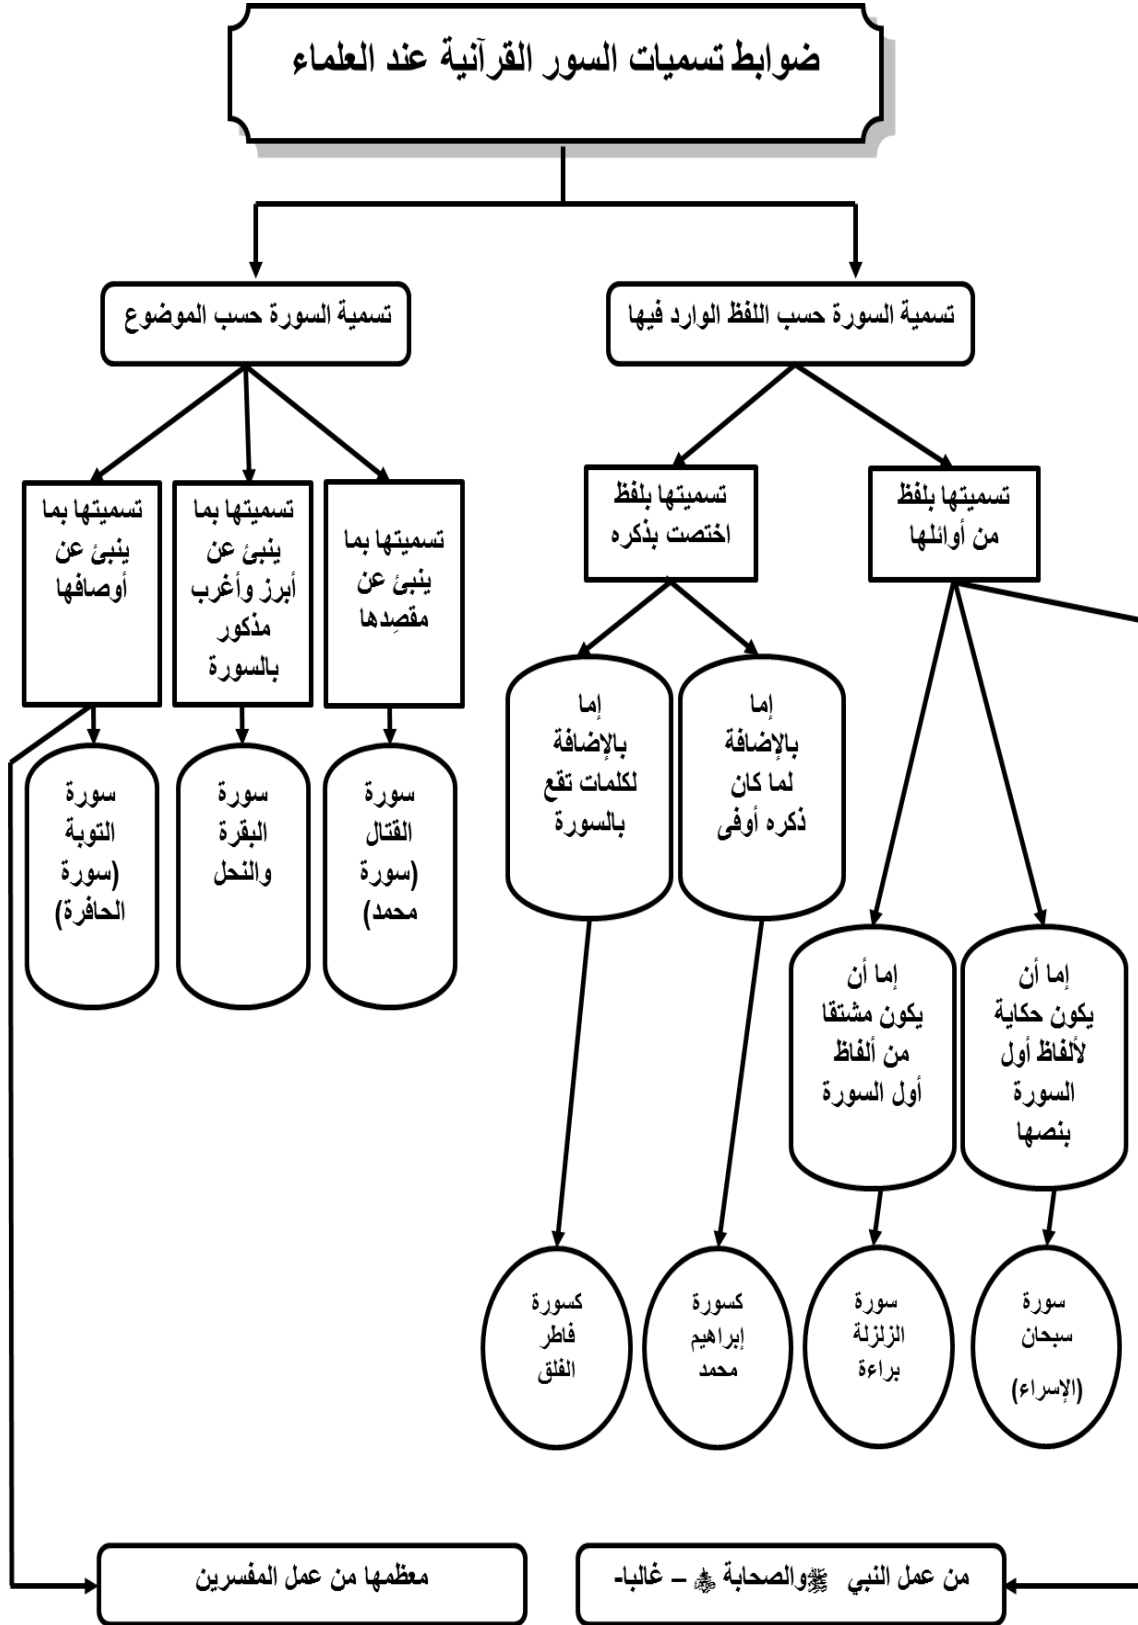 ضوابط تسميات السور القرآنية عند العلماء
تسمية السورة حسب اللفظ الوارد فيها
تسمية السورة حسب الموضوع
تسميتها بلفظ
من أوائلها
تسميتها بلفظ
اختصت بذكره
تسميتها بما
ينبئ عن
مقصِدها
تسميتها بما
ينبئ عن
أبرز وأغرب
مذكور
بالسورة
تسميتها بما
ينبئ عن
أوصافها
إما
بالإضافة
لما كان
ذكره أوفى
إما
بالإضافة
لكلمات تقع
بالسورة
سورة
القتال
(سورة
محمد)
سورة
البقرة
والنحل
سورة
التوبة
(سورة
الحافرة)
إما أن
يكون حكاية
لألفاظ أول
السورة
بنصها
إما أن
يكون مشتقا
من ألفاظ
أول السورة
سورة
سبحان
(الإسراء)
سورة
الزلزلة
براءة
كسورة
إبراهيم
محمد
كسورة
فاطر
الفلق
من عمل النبي ﷺ والصحابة ﷺ – غالبا-
معظمها من عمل المفسرين